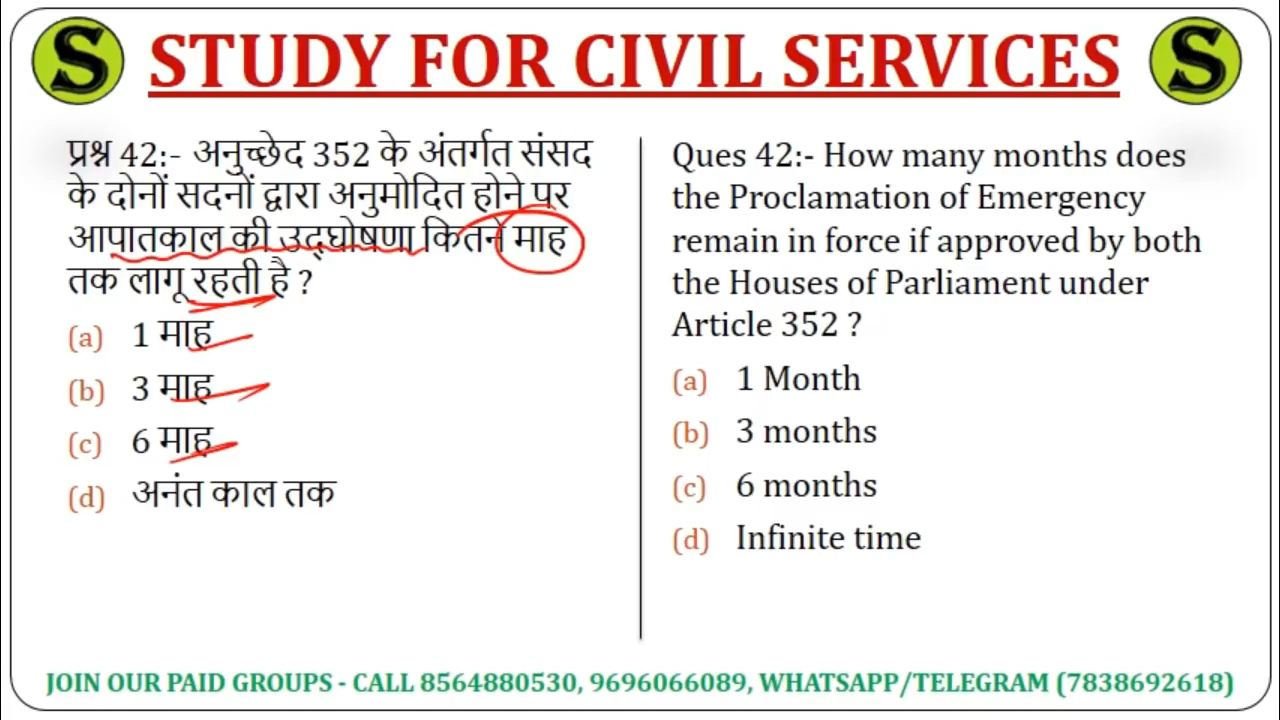 S STUDY FOR CIVIL SERVICES S
प्रश्न 42:- अनुच्छेद 352 के अंतर्गत संसद
के दोनों सदनों द्वारा अनुमोदित होने पर
आपातकाल की उद्घोषणा कितने माह
तक लागू रहती है ?
(a) 1 माह
(b) 3 माह
(c) 6 माह
(d) अनंत काल तक
Ques 42:- How many months does
the Proclamation of Emergency
remain in force if approved by both
the Houses of Parliament under
Article 352 ?
(a) 1 Month
(b) 3 months
(c) 6 months
(d) Infinite time
JOIN OUR PAID GROUPS - CALL 8564880530, 9696066089, WHATSAPP/TELEGRAM (7838692618)